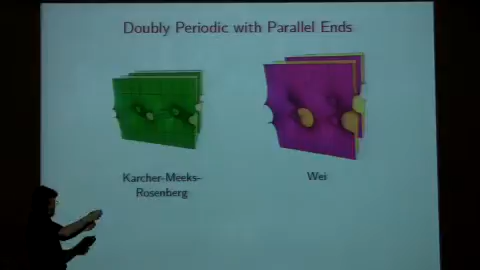 Doubly Periodic with Parallel Ends
Karcher-Meeks-
Rosenberg
Wei